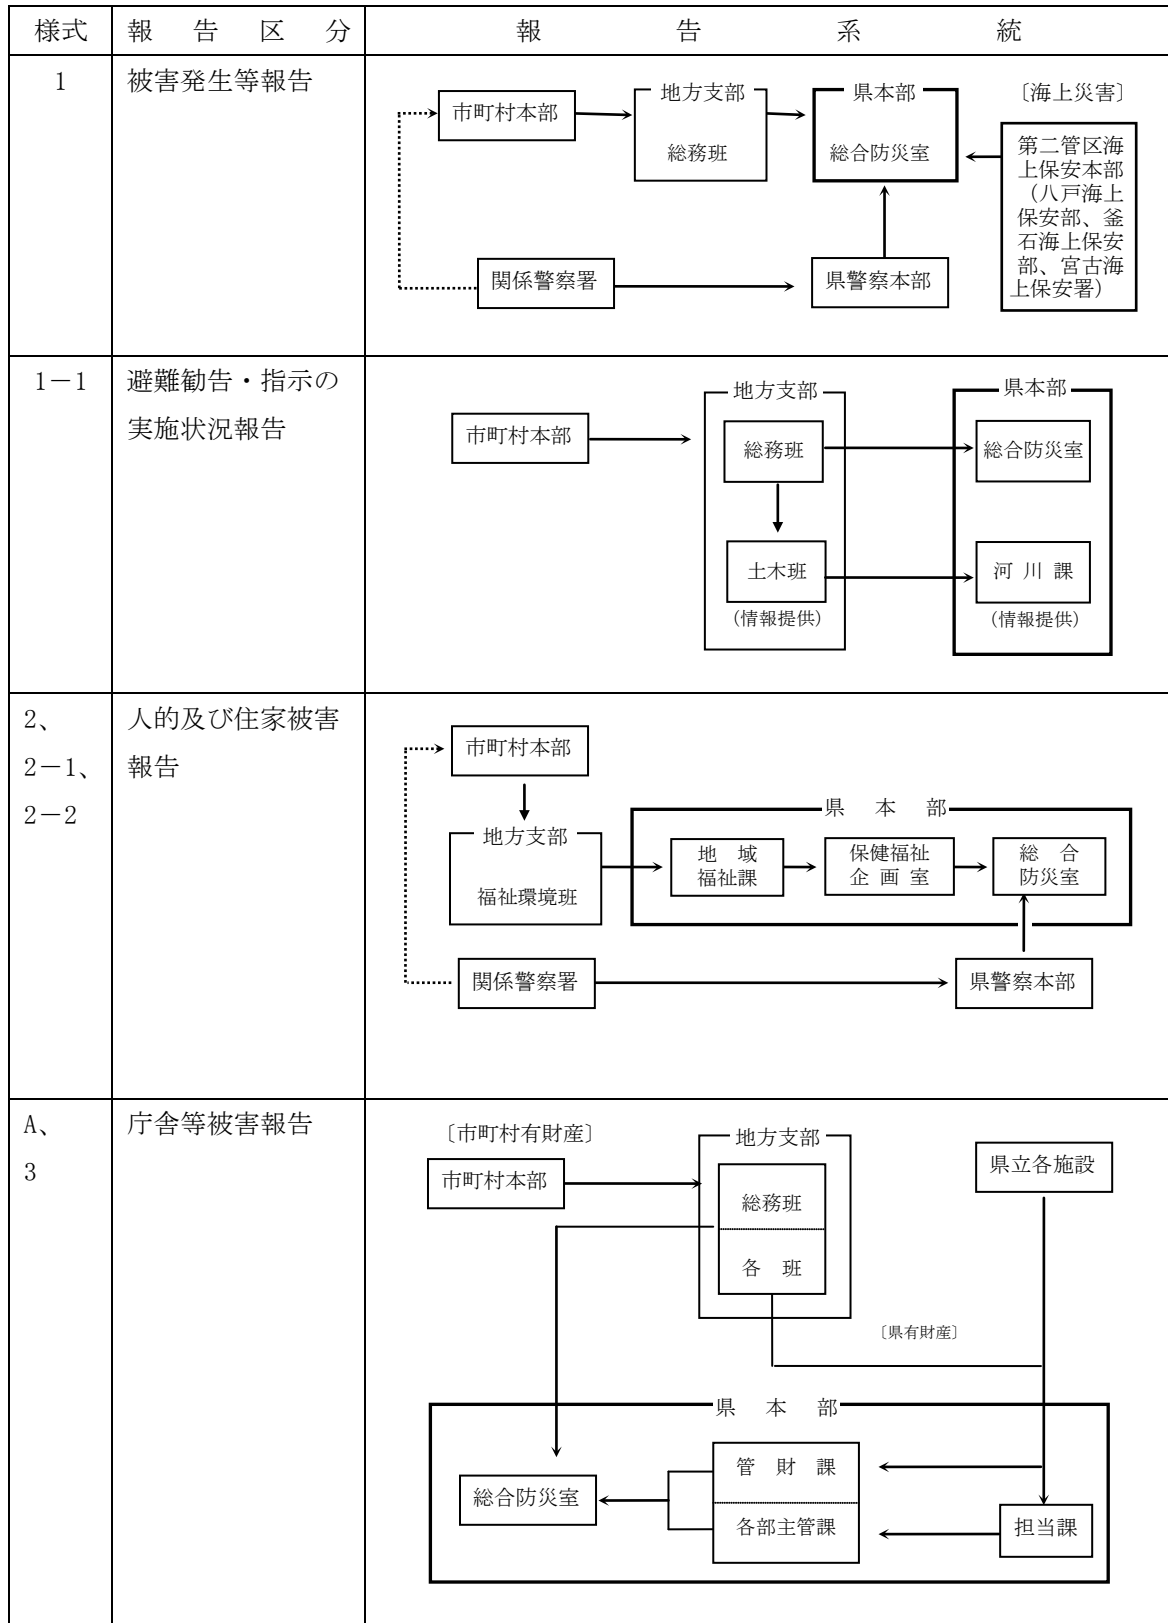 様式 報告区分 報告系統
1 被害発生等報告
市町村本部
地方支部
総務班
県本部
総合防災室
〔海上災害〕
第二管区海
上保安本部
（八戸海上
保安部、釜
石海上保安
部、宮古海
上保安署）
関係警察署
県警察本部
1－1 避難勧告・指示の
実施状況報告
市町村本部
地方支部
総務班
土木班
（情報提供）
県本部
総合防災室
河川課
（情報提供）
2、
2－1、
2－2
人的及び住家被害
報告
市町村本部
地方支部
福祉環境班
県本部
地域
福祉課
保健福祉
企画室
総合
防災室
関係警察署
県警察本部
A、
3
庁舎等被害報告
〔市町村有財産〕
市町村本部
地方支部
総務班
各班
県立各施設
〔県有財産〕
県本部
総合防災室
管財課
各部主管課
担当課